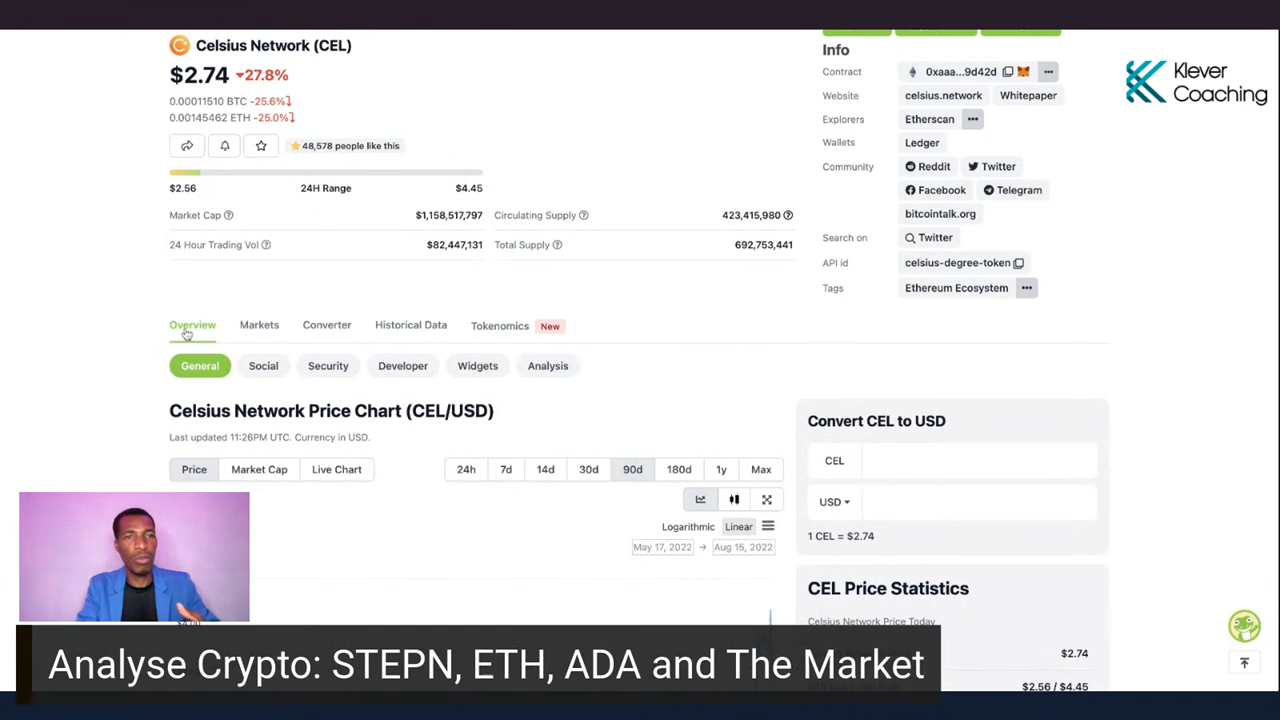 Celsius Network (CEL)
$2.74 27.8%
0.00011510 BTC -25.6%
0.00145462 ETH -25.0%
48,578 people like this
$2.56 24H Range $4.45
Market Cap $1,158,517,797 Circulating Supply 423,415,980
24 Hour Trading Vol $82,447,131 Total Supply 692,753,441
Info
Contract 0xaaa...9d42d
Website celsius.network Whitepaper
Explorers Etherscan
Wallets Ledger
Community Reddit Twitter
Facebook Telegram
bitcointalk.org
Search on Twitter
API id celsius-degree-token
Tags Ethereum Ecosystem
Klever
Coaching
Overview Markets Converter Historical Data Tokenomics New
General Social Security Developer Widgets Analysis
Celsius Network Price Chart (CEL/USD)
Last updated 11:26PM UTC. Currency in USD.
Price Market Cap Live Chart 24h 7d 14d 30d 90d 180d 1y Max
Logarithmic Linear
May 17, 2022 → Aug 15, 2022
Convert CEL to USD
CEL
USD
1 CEL = $2.74
CEL Price Statistics
Celsius Network Price Today
$2.74
$2.56 / $4.45
Analyse Crypto: STEPN, ETH, ADA and The Market